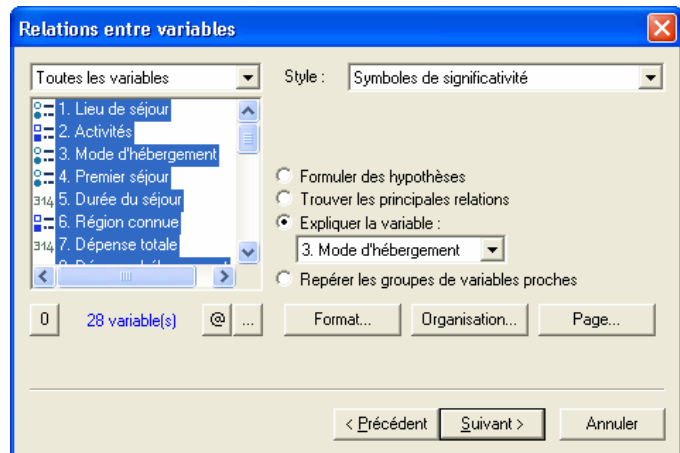 Relations entre variables
Toutes les variables
Style :
Symboles de significativité
1. Lieu de séjour
2. Activités
3. Mode d'hébergement
4. Premier séjour
314 5. Durée du séjour
6. Région connue
314 7. Dépense totale
Formuler des hypothèses
Trouver les principales relations
Expliquer la variable :
3. Mode d'hébergement
Repérer les groupes de variables proches
0
28 variable(s)
@
...
Format...
Organisation...
Page...
< Précédent
Suivant >
Annuler